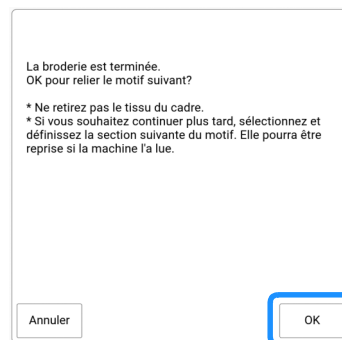 La broderie est terminée.
OK pour relier le motif suivant?
* Ne retirez pas le tissu du cadre.
* Si vous souhaitez continuer plus tard, sélectionnez et
définissez la section suivante du motif. Elle pourra être
reprise si la machine l'a lue.
Annuler
OK